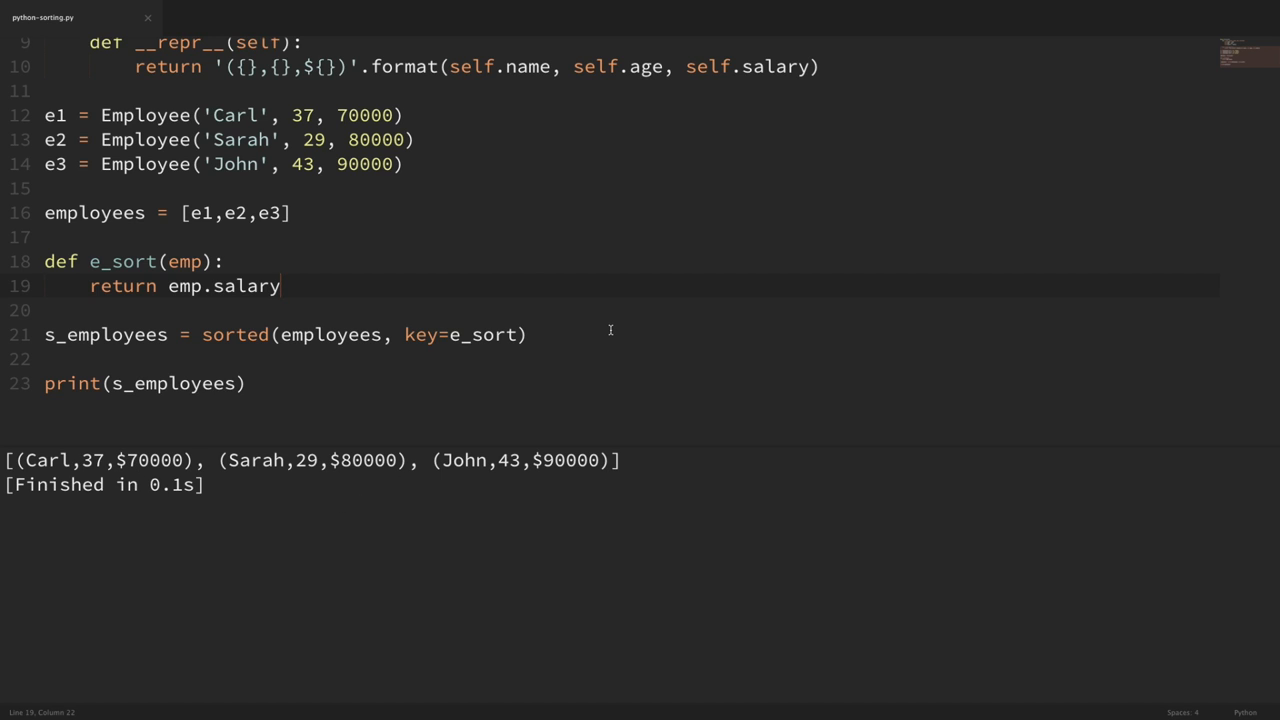 python-sorting.py ×
9 def __repr__(self):
10 return '({},{},${})'.format(self.name, self.age, self.salary)
11
12 e1 = Employee('Carl', 37, 70000)
13 e2 = Employee('Sarah', 29, 80000)
14 e3 = Employee('John', 43, 90000)
15
16 employees = [e1,e2,e3]
17
18 def e_sort(emp):
19 return emp.salary
20
21 s_employees = sorted(employees, key=e_sort)
22
23 print(s_employees)
[(Carl,37,$70000), (Sarah,29,$80000), (John,43,$90000)]
[Finished in 0.1s]
Line 19, Column 22 Spaces: 4 Python